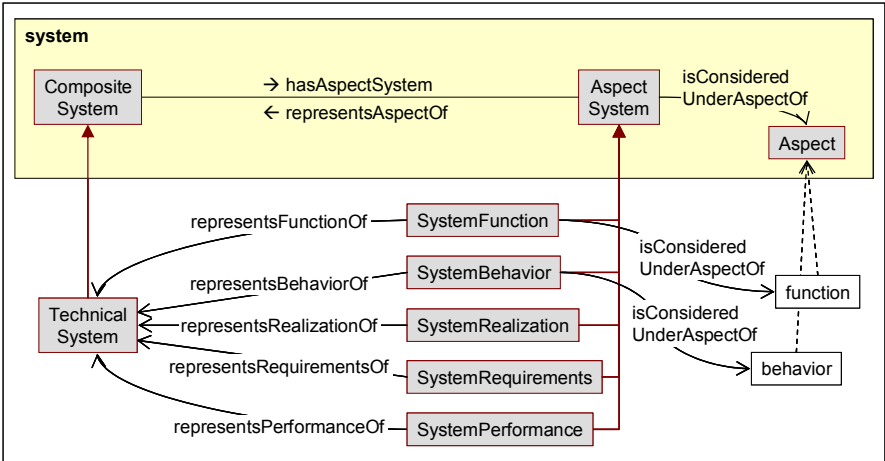 system
Composite
System
→ hasAspectSystem
← representsAspectOf
Aspect
System
isConsidered
UnderAspectOf
Aspect
representsFunctionOf
SystemFunction
isConsidered
UnderAspectOf
function
representsBehaviorOf
SystemBehavior
Technical
System
representsRealizationOf
SystemRealization
isConsidered
UnderAspectOf
behavior
representsRequirementsOf
SystemRequirements
representsPerformanceOf
SystemPerformance